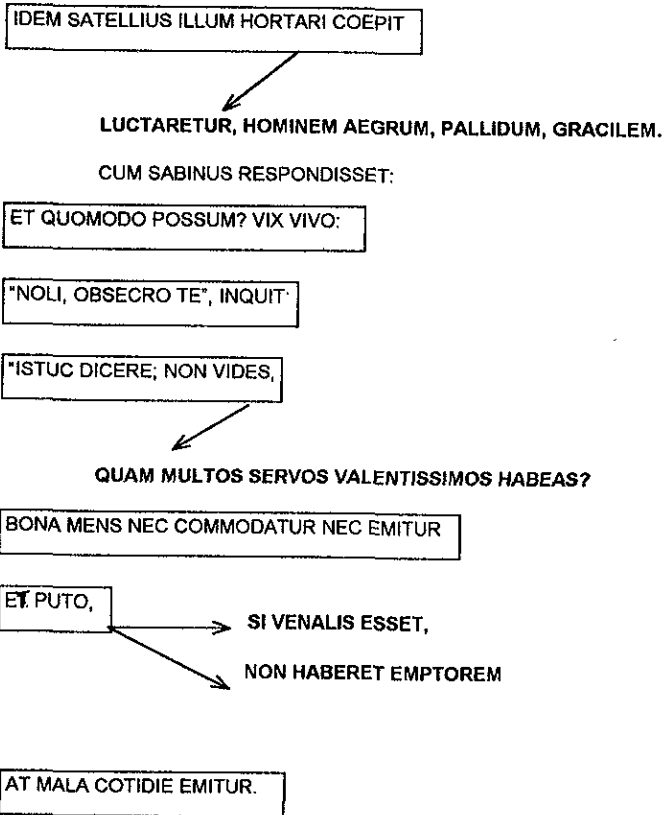 IDEM SATELLIUS ILLUM HORTARI COEPIT
LUCTARETUR, HOMINEM AEGRUM, PALLIDUM, GRACILEM.
CUM SABINUS RESPONDISSET:
ET QUOMODO POSSUM? VIX VIVO:
"NOLI, OBSECRO TE", INQUIT
"ISTUC DICERE; NON VIDES,
QUAM MULTOS SERVOS VALENTISSIMOS HABEAS?
BONA MENS NEC COMMODATUR NEC EMITUR
ET PUTO,
SI VENALIS ESSET,
NON HABERET EMPTOREM
AT MALA COTIDIE EMITUR.